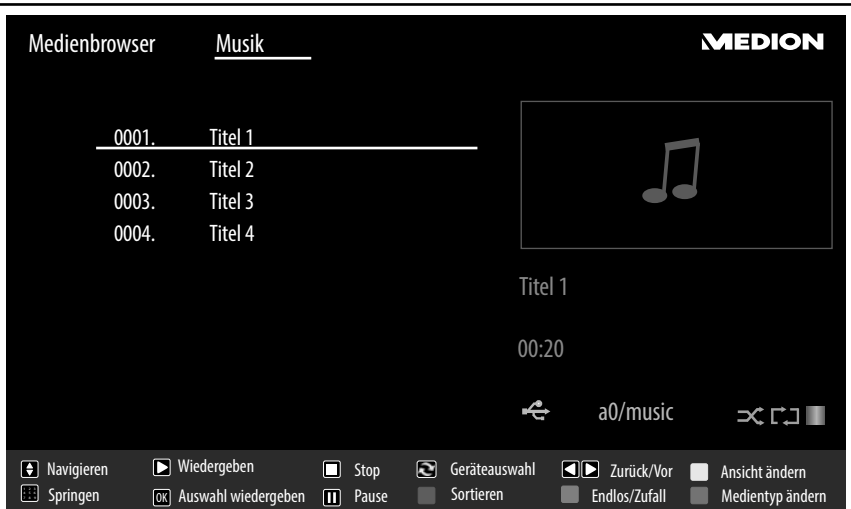 Medienbrowser Musik MEDION
0001. Titel 1
0002. Titel 2
0003. Titel 3
0004. Titel 4
Titel 1
00:20
a0/music
Navigieren Wiedergeben Stop Geräteauswahl Zurück/Vor Ansicht ändern
Springen OK Auswahl wiedergeben Pause Sortieren Endlos/Zufall Medientyp ändern